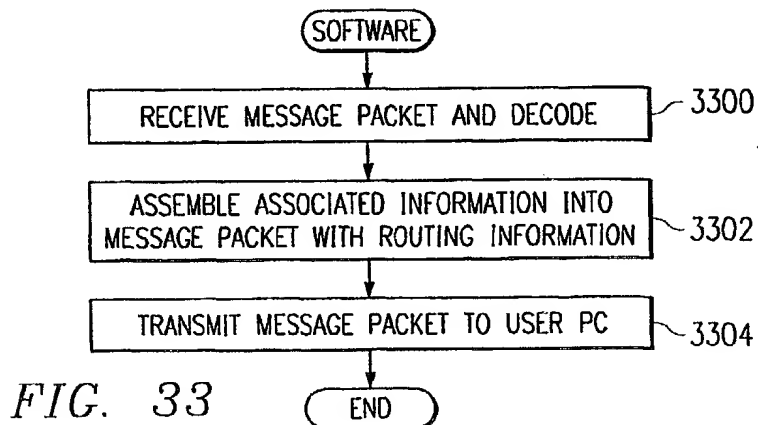 SOFTWARE
RECEIVE MESSAGE PACKET AND DECODE
3300
ASSEMBLE ASSOCIATED INFORMATION INTO
MESSAGE PACKET WITH ROUTING INFORMATION
3302
TRANSMIT MESSAGE PACKET TO USER PC
3304
FIG. 33
END